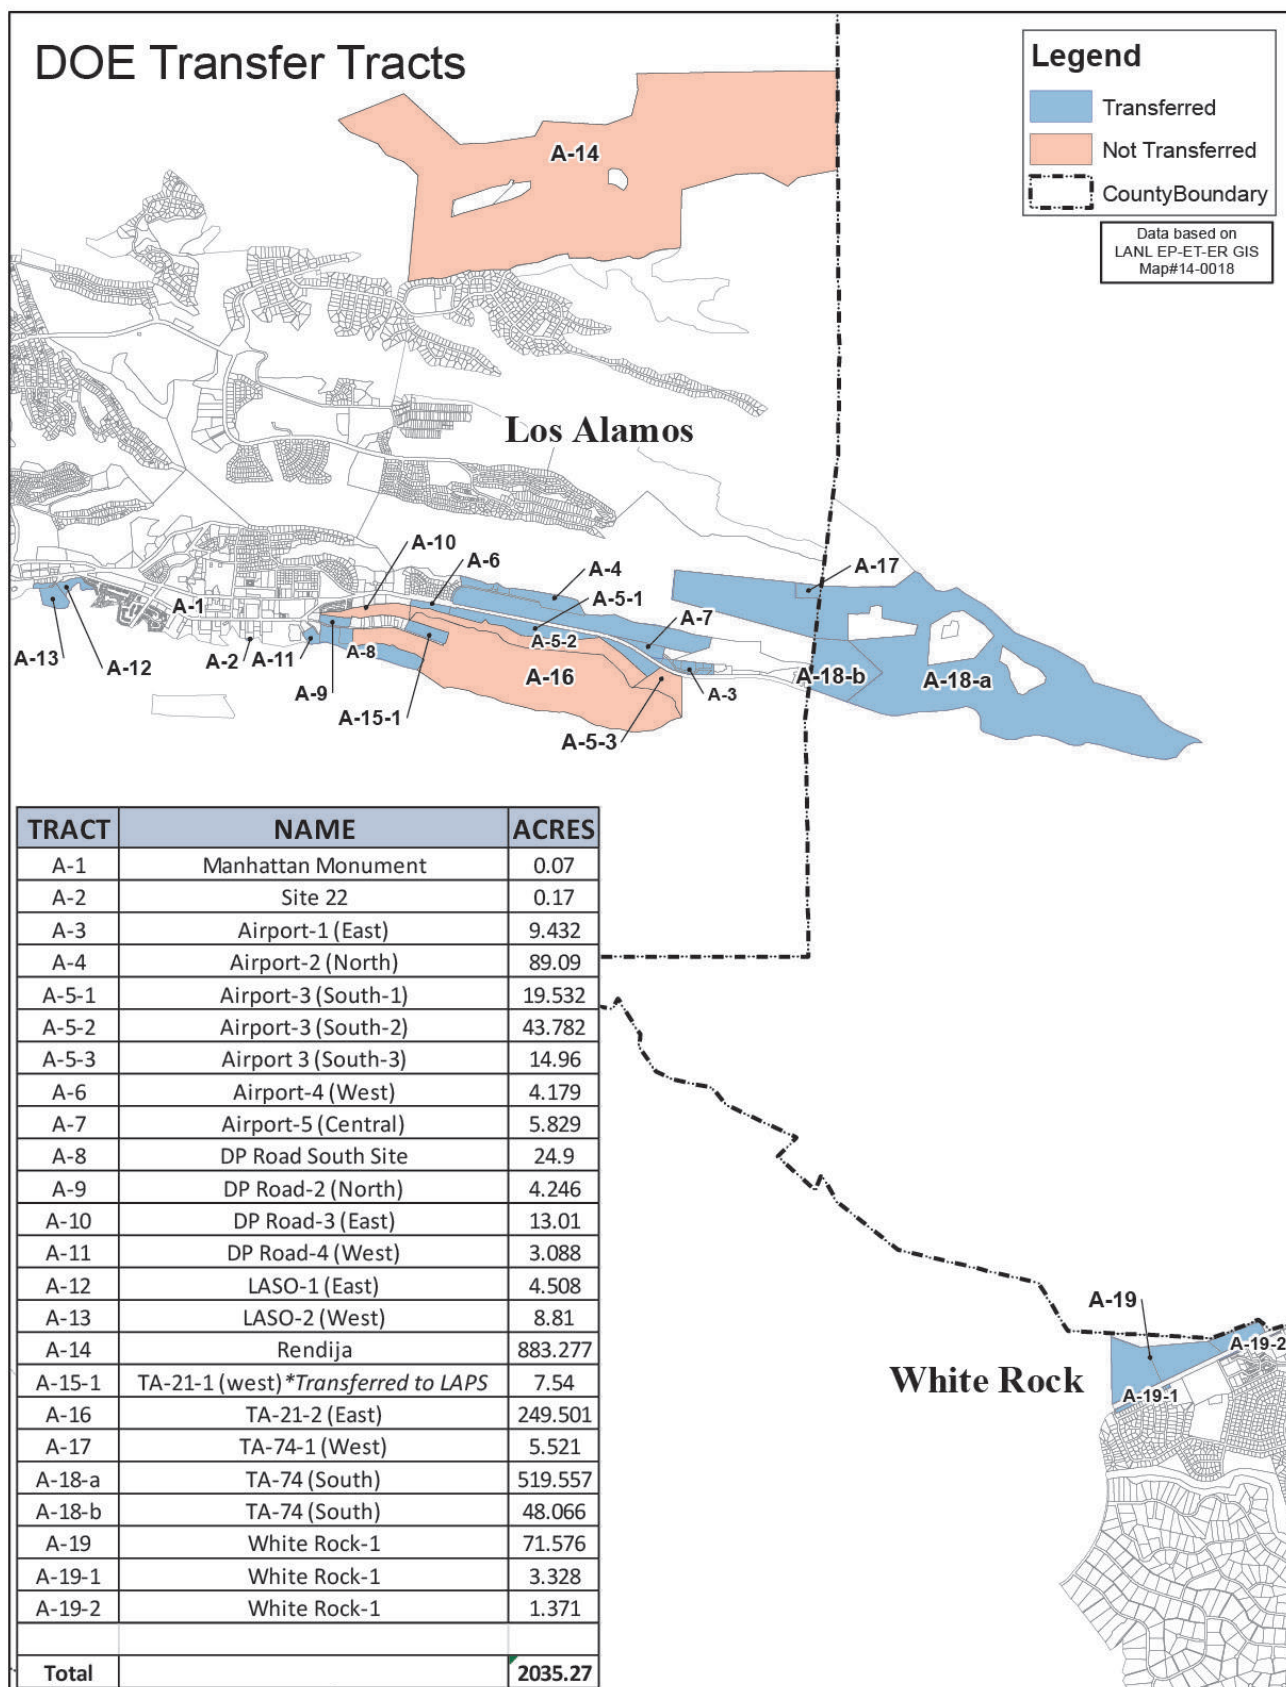 DOE Transfer Tracts
Legend
Transferred
Not Transferred
CountyBoundary
Data based on
LANL EP-ET-ER GIS
Map#14-0018
A-14
Los Alamos
A-10
A-6
A-4
A-17
A-1
A-5-1
A-7
A-5-2
A-13
A-12
A-2
A-11
A-8
A-9
A-16
A-3
A-18-b
A-18-a
A-15-1
A-5-3
TRACT NAME ACRES
A-1 Manhattan Monument 0.07
A-2 Site 22 0.17
A-3 Airport-1 (East) 9.432
A-4 Airport-2 (North) 89.09
A-5-1 Airport-3 (South-1) 19.532
A-5-2 Airport-3 (South-2) 43.782
A-5-3 Airport 3 (South-3) 14.96
A-6 Airport-4 (West) 4.179
A-7 Airport-5 (Central) 5.829
A-8 DP Road South Site 24.9
A-9 DP Road-2 (North) 4.246
A-10 DP Road-3 (East) 13.01
A-11 DP Road-4 (West) 3.088
A-12 LASO-1 (East) 4.508
A-13 LASO-2 (West) 8.81
A-14 Rendija 883.277
A-15-1 TA-21-1 (west) *Transferred to LAPS 7.54
A-16 TA-21-2 (East) 249.501
A-17 TA-74-1 (West) 5.521
A-18-a TA-74 (South) 519.557
A-18-b TA-74 (South) 48.066
A-19 White Rock-1 71.576
A-19-1 White Rock-1 3.328
A-19-2 White Rock-1 1.371
Total 2035.27
A-19
A-19-2
White Rock
A-19-1